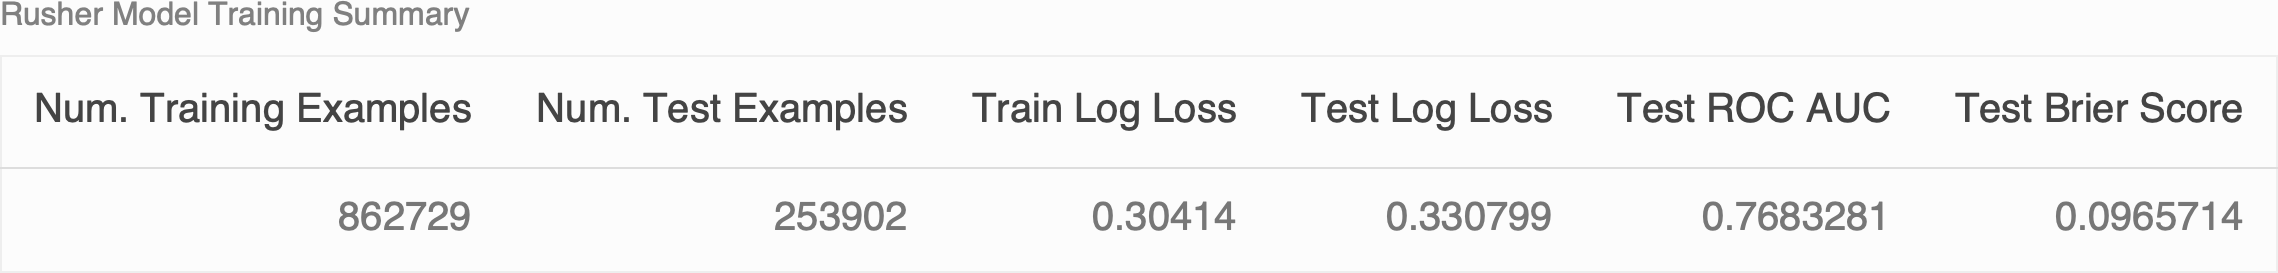 Rusher Model Training Summary
Num. Training Examples Num. Test Examples Train Log Loss Test Log Loss Test ROC AUC Test Brier Score
862729 253902 0.30414 0.330799 0.7683281 0.0965714